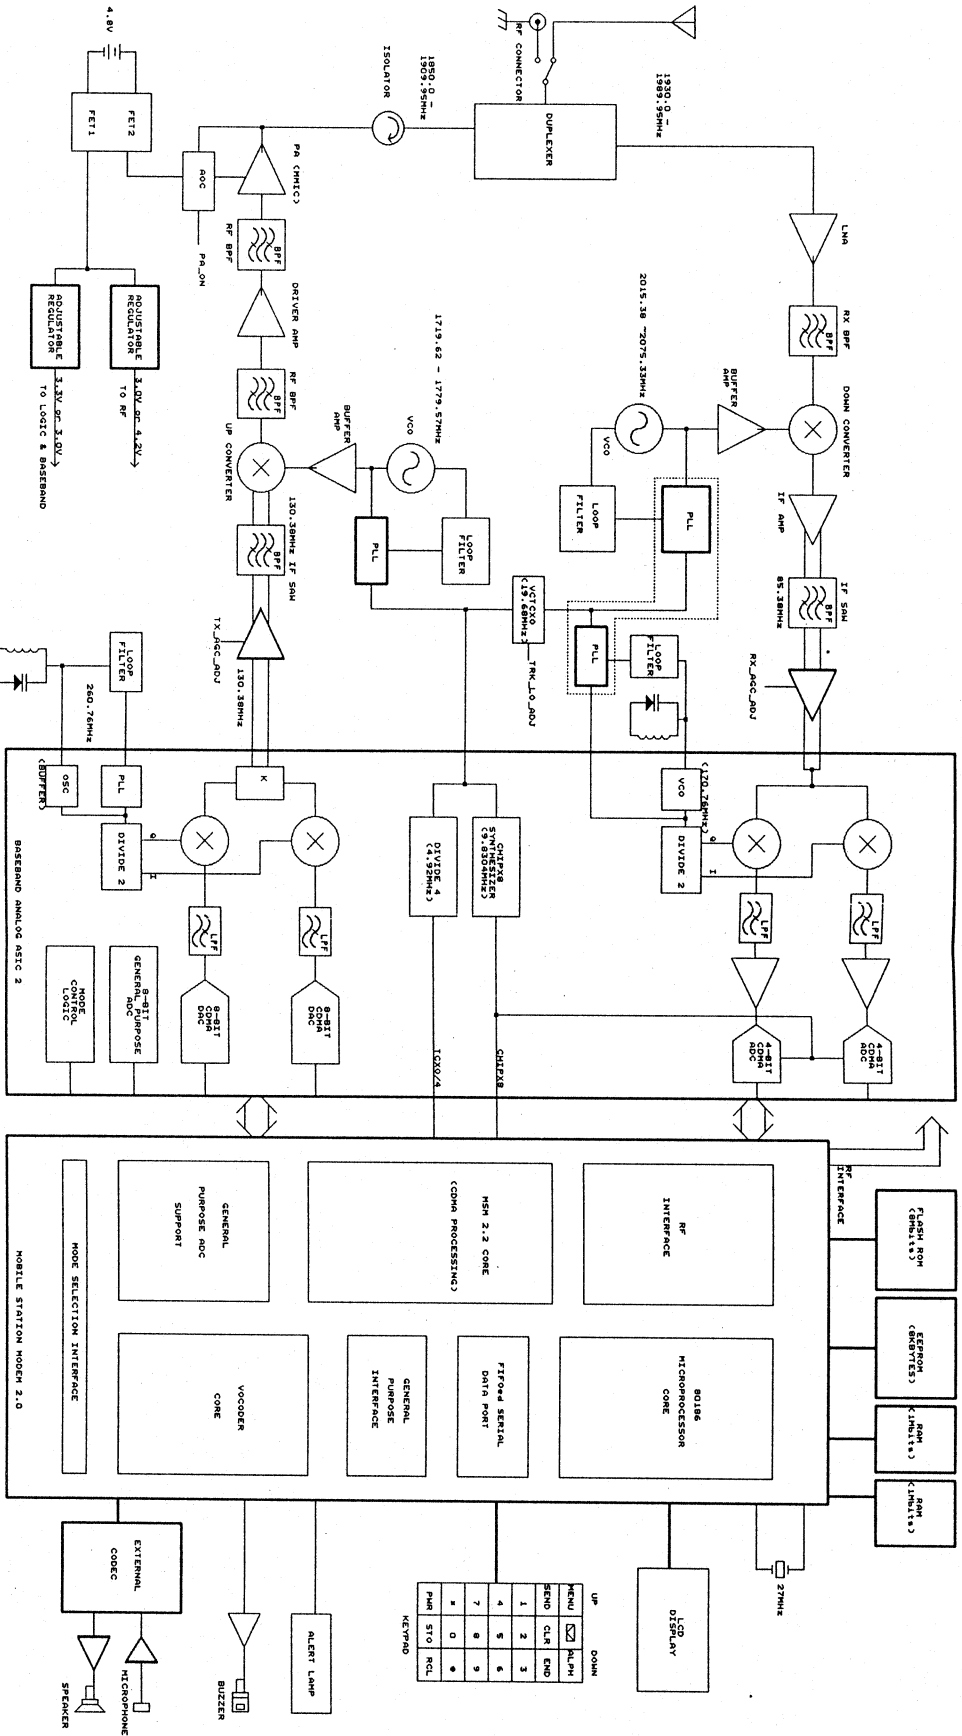 RF CONNECTOR
DUPLEXER
1930.0 -
1989.95MHz
1850.0 -
1909.95MHz
ISOLATOR
LNA
RX BPF
BPF
DOWN CONVERTER
BUFFER
AMP
2015.38 ~2075.33MHz
VCO
LOOP
FILTER
PLL
IF AMP
IF SAW
BPF
85.38MHz
RX_AGC_ADJ
PLL
LOOP
FILTER
VCTCXO
(19.68MHz)
TRK_LO_ADJ
4.8V
FET2
FET1
AOC
PA_ON
PA (MMIC)
BPF
RF BPF
DRIVER AMP
RF BPF
BPF
UP CONVERTER
BUFFER
AMP
VCO
1719.62 - 1779.57MHz
LOOP
FILTER
PLL
130.38MHz IF SAW
BPF
TX_AGC_ADJ
130.38MHz
ADJUSTABLE
REGULATOR
3.0V or 4.2V
TO RF
ADJUSTABLE
REGULATOR
3.3V or 3.0V
TO LOGIC & BASEBAND
LOOP
FILTER
260.76MHz
VCO
(170.76MHz)
DIVIDE 2
Q
I
LPF
LPF
4-BIT
CDMA
ADC
4-BIT
CDMA
ADC
CHIPX8
SYNTHESIZER
(9.8304MHz)
DIVIDE 4
(4.92MHz)
CHIPX8
TCXO/4
K
PLL
OSC
(BUFFER)
DIVIDE 2
Q
I
LPF
LPF
8-BIT
CDMA
DAC
8-BIT
CDMA
DAC
8-BIT
GENERAL PURPOSE
ADC
MODE
CONTROL
LOGIC
BASEBAND ANALOG ASIC 2
RF
INTERFACE
RF
INTERFACE
MSM 2.2 CORE
(CDMA PROCESSING)
GENERAL
PURPOSE ADC
SUPPORT
80186
MICROPROCESSOR
CORE
FIFOed SERIAL
DATA PORT
GENERAL
PURPOSE
INTERFACE
VOCODER
CORE
MODE SELECTION INTERFACE
MOBILE STATION MODEM 2.0
FLASH ROM
(8Mbits)
EEPROM
(8KBYTES)
RAM
(1Mbits)
RAM
(1Mbits)
27MHz
LCD
DISPLAY
UP DOWN
MENU ALPH
SEND CLR END
1 2 3
4 5 6
7 8 9
* 0 #
PWR STO RCL
KEYPAD
ALERT LAMP
BUZZER
EXTERNAL
CODEC
MICROPHONE
SPEAKER